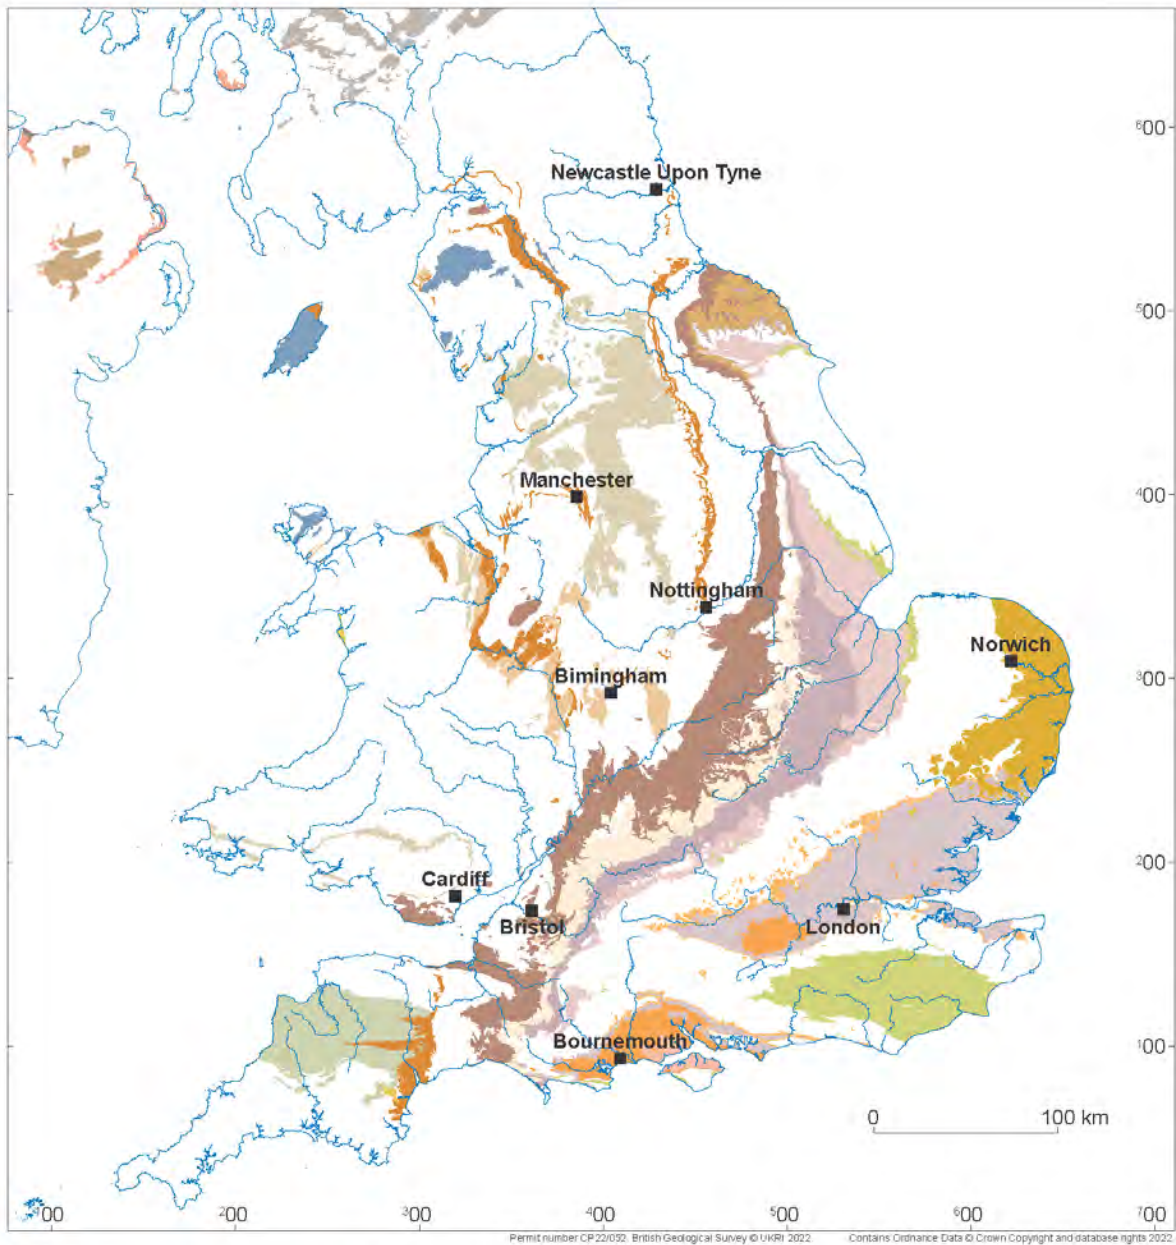 600
Newcastle Upon Tyne
500
400
Manchester
Nottingham
Norwich
Bimingham
300
200
Cardiff
Bristol
London
Bournemouth
100
0 100 km
00 200 300 400 500 600
Permit number CP22/052. British Geological Survey © UKRI 2022 Contains Ordnance Data © Crown Copyright and database rights 2022